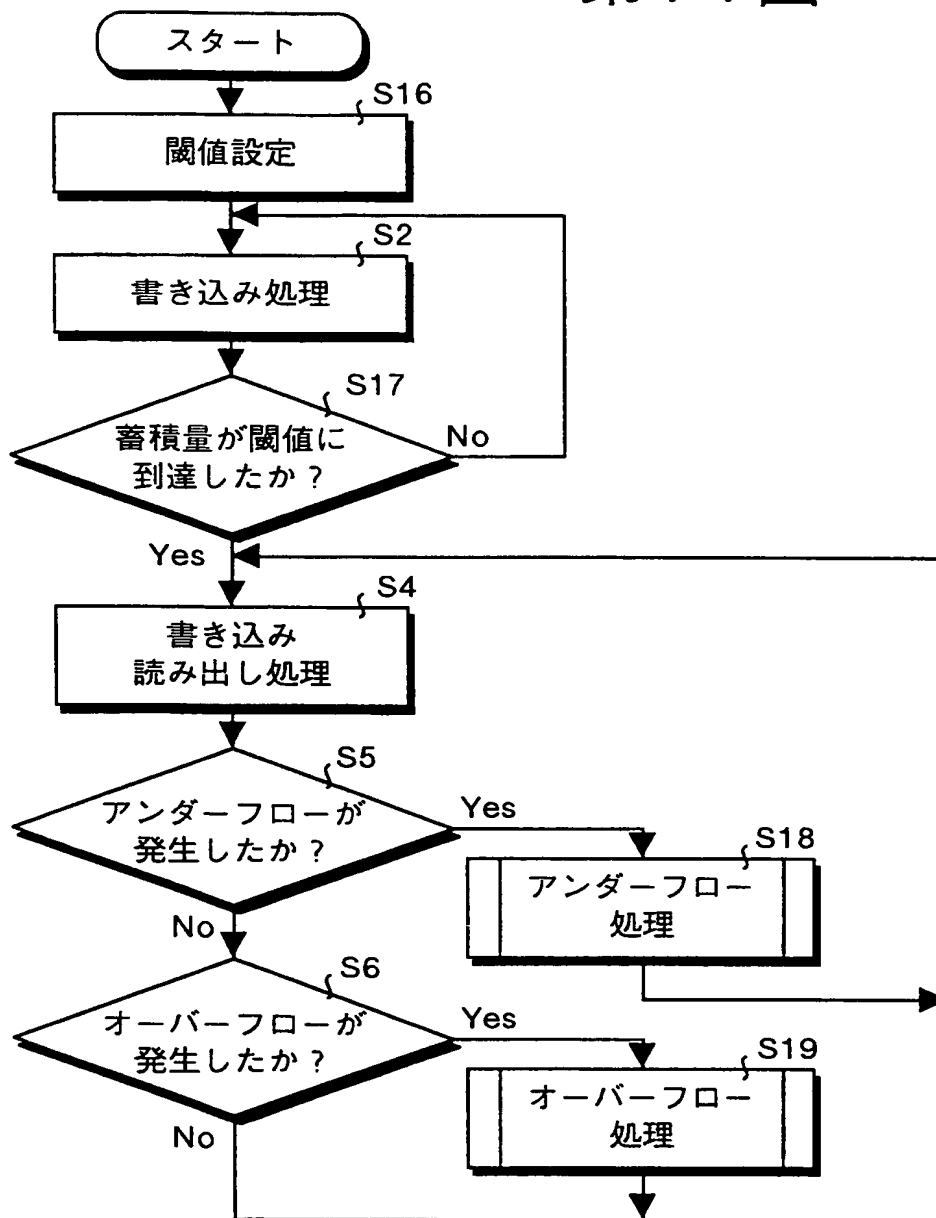 スタート
S16
閾値設定
S2
書き込み処理
S17
蓄積量が閾値に
到達したか？
No
Yes
S4
書き込み
読み出し処理
S5
アンダーフローが
発生したか？
Yes
S18
アンダーフロー
処理
No
S6
オーバーフローが
発生したか？
Yes
S19
オーバーフロー
処理
No